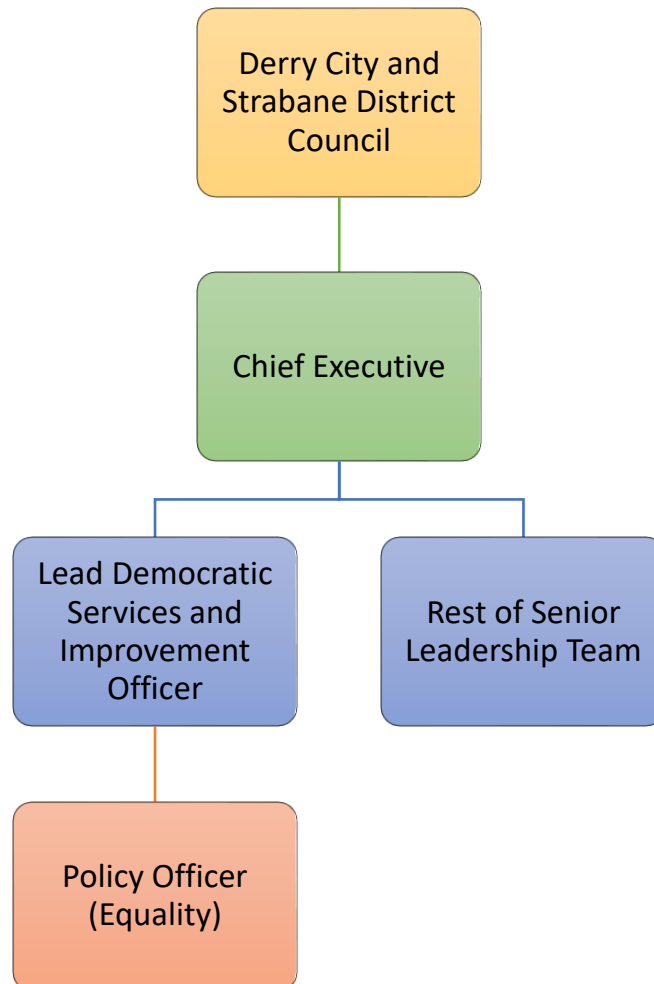 Derry City and
Strabane District
Council
Chief Executive
Lead Democratic
Services and
Improvement
Officer
Rest of Senior
Leadership Team
Policy Officer
(Equality)